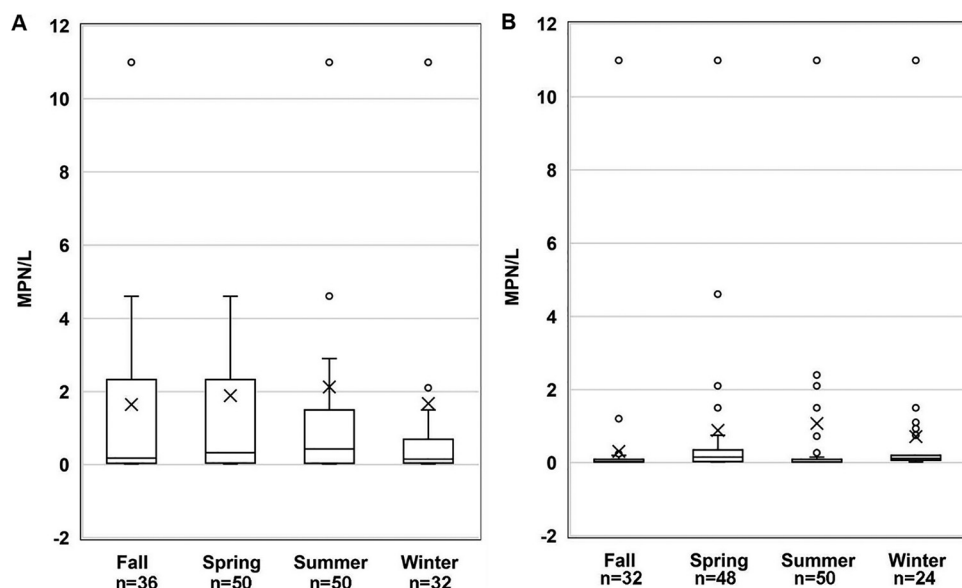 A
12
10
8
6
4
2
0
-2
MPN/L
Fall Spring Summer Winter
n=36 n=50 n=50 n=32
B
12
10
8
6
4
2
0
-2
MPN/L
Fall Spring Summer Winter
n=32 n=48 n=50 n=24